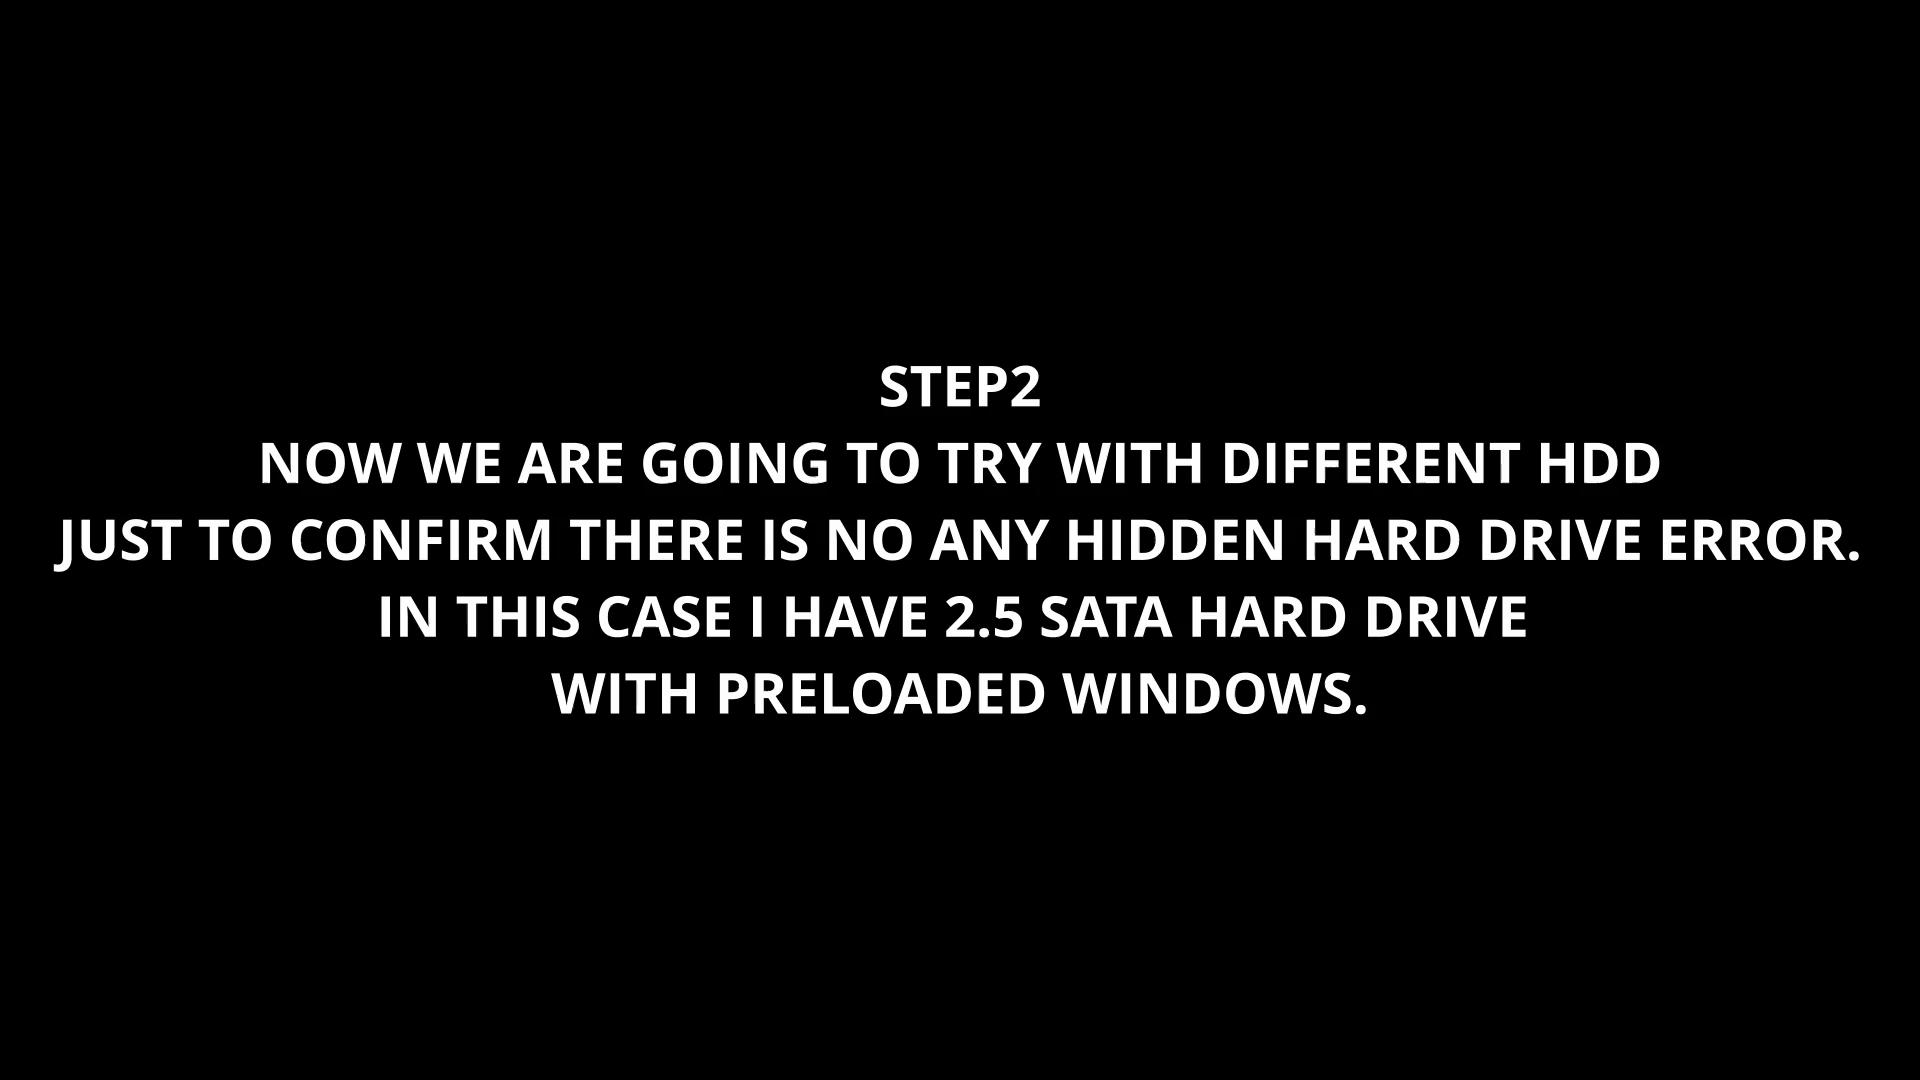 STEP2
NOW WE ARE GOING TO TRY WITH DIFFERENT HDD
JUST TO CONFIRM THERE IS NO ANY HIDDEN HARD DRIVE ERROR.
IN THIS CASE I HAVE 2.5 SATA HARD DRIVE
WITH PRELOADED WINDOWS.